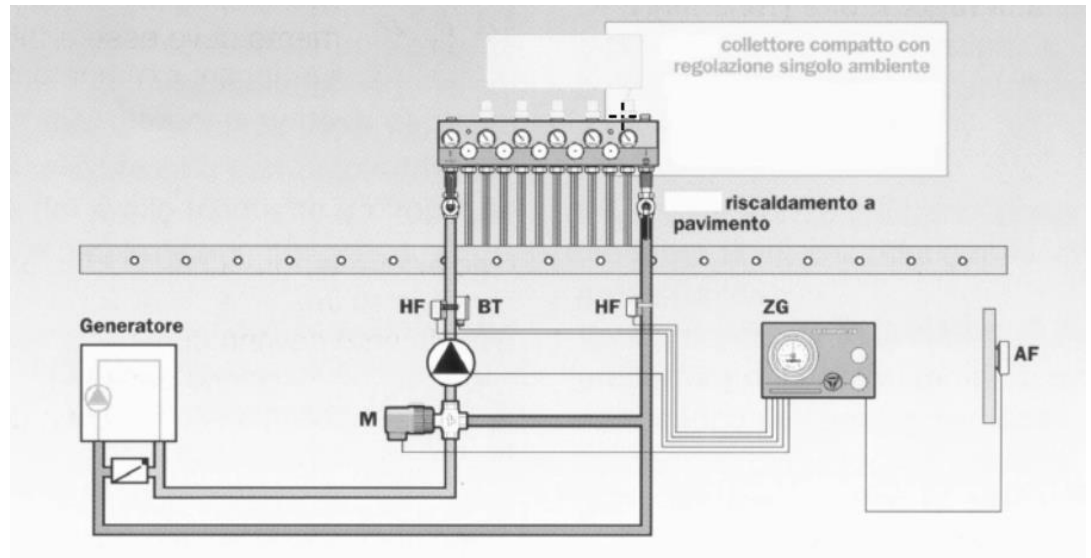 collettore compatto con
regolazione singolo ambiente
riscaldamento a
pavimento
HF
BT
HF
ZG
Generatore
AF
M